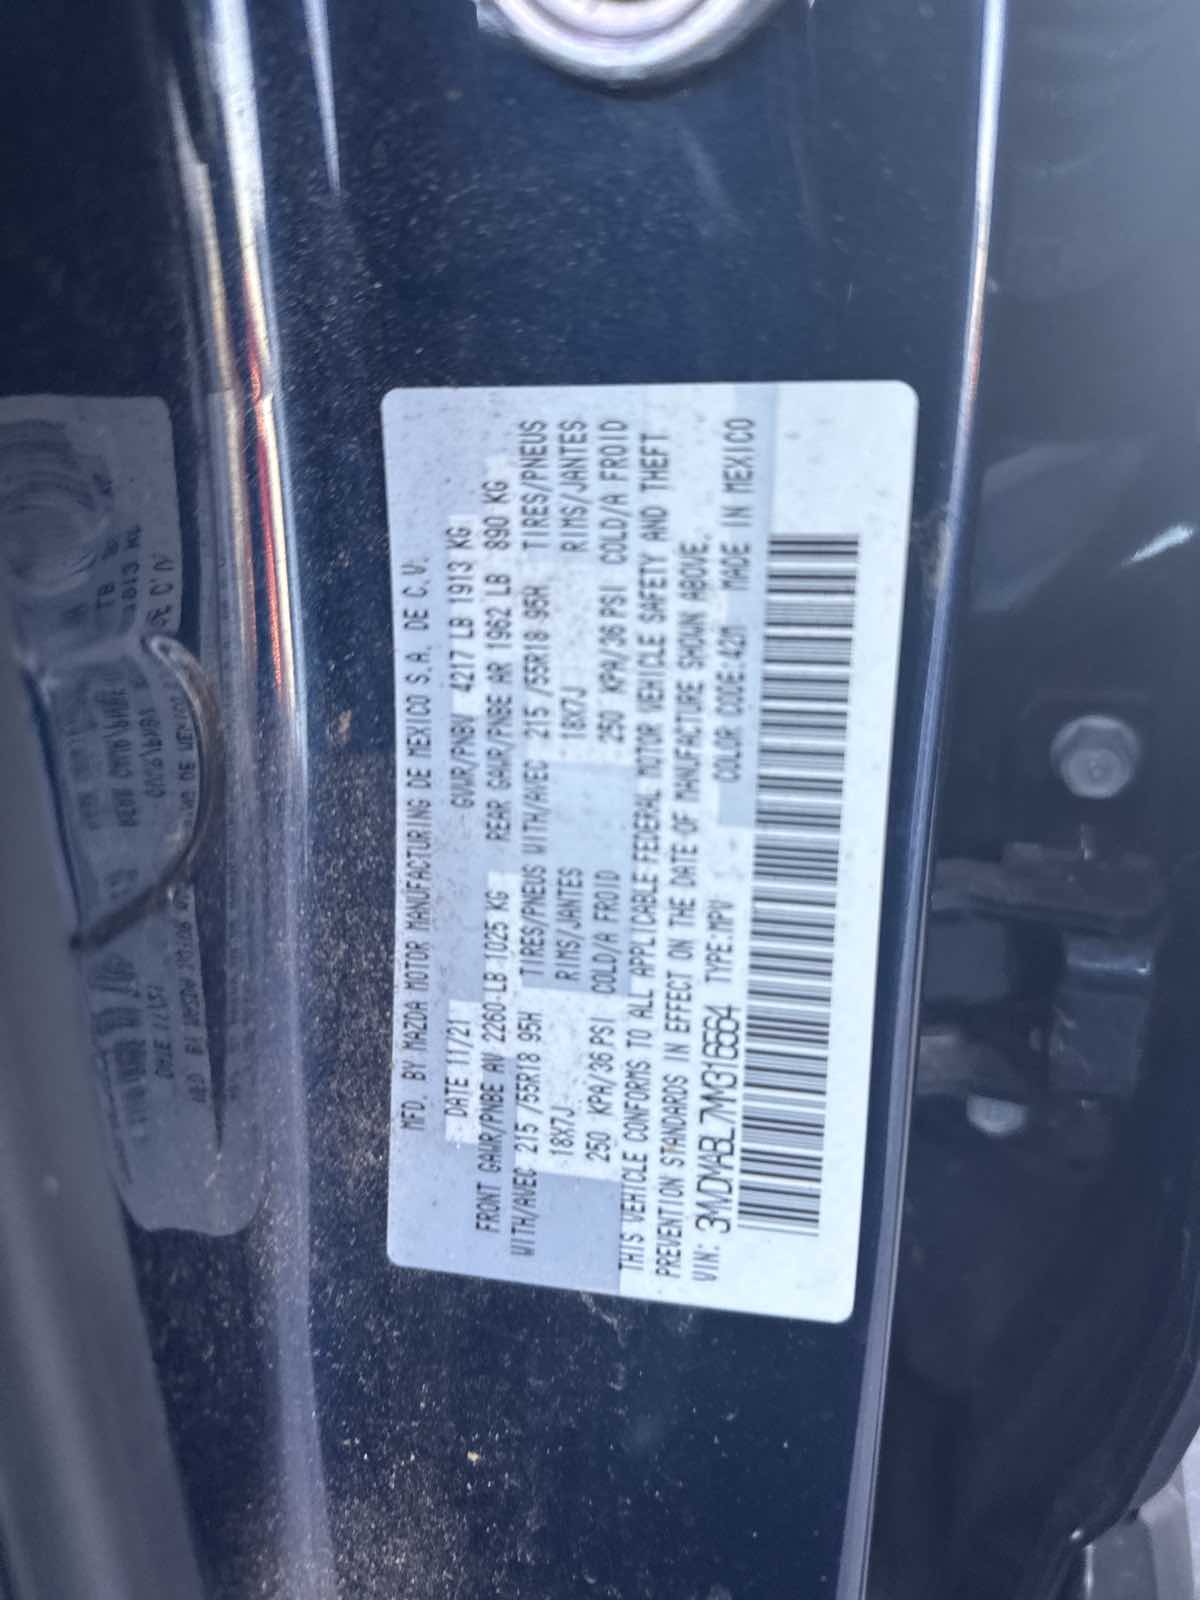 MFD. BY MAZDA MOTOR MANUFACTURING DE MEXICO S.A. DE C.V.
DATE 11/21 GVWR/PNBV 4217 LB 1913 KG
FRONT GAWR/PNBE AV 2260 LB 1025 KG REAR GAWR/PNBE AR 1962 LB 890 KG
WITH/AVEC 215 /55R18 95H TIRES/PNEUS WITH/AVEC 215 /55R18 95H TIRES/PNEUS
18X7J RIMS/JANTES 18X7J RIMS/JANTES
250 KPA/36 PSI COLD/A FROID 250 KPA/36 PSI COLD/A FROID
THIS VEHICLE CONFORMS TO ALL APPLICABLE FEDERAL MOTOR VEHICLE SAFETY AND THEFT
PREVENTION STANDARDS IN EFFECT ON THE DATE OF MANUFACTURE SHOWN ABOVE.
VIN: TYPE:MPV COLOR CODE:42M MADE IN MEXICO